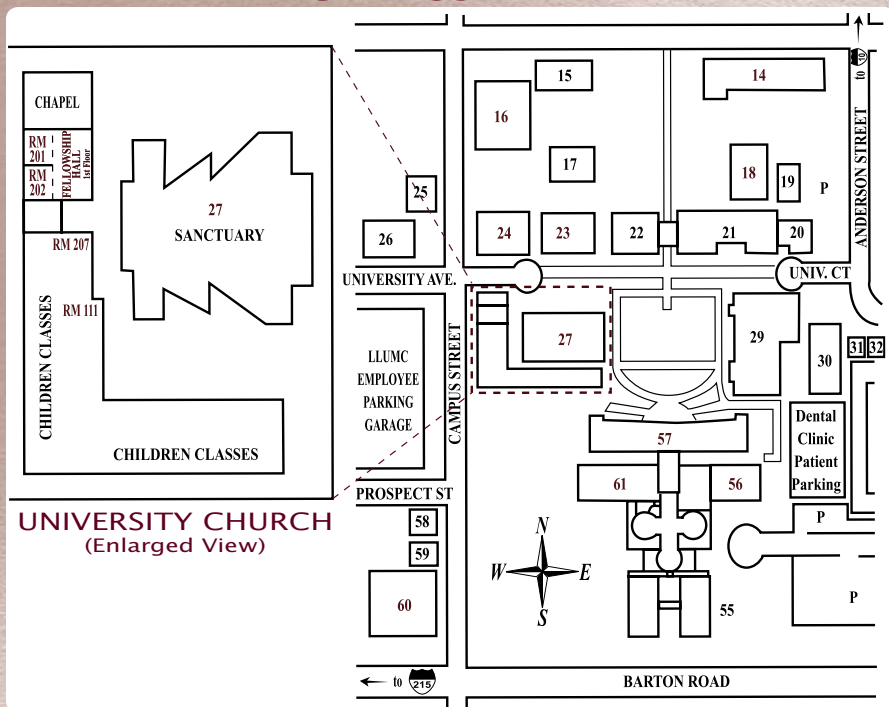 CHAPEL
RM
201
RM
202
FELLOWSHIP
HALL
1st Floor
27
SANCTUARY
RM 207
RM 111
CHILDREN CLASSES
CHILDREN CLASSES
UNIVERSITY CHURCH
(Enlarged View)
15
14
16
17
18
19
P
25
26
24
23
22
21
20
to
10
ANDERSON STREET
UNIVERSITY AVE.
UNIV. CT
27
29
30
31
32
LLUMC
EMPLOYEE
PARKING
GARAGE
CAMPUS STREET
57
Dental
Clinic
Patient
Parking
61
56
PROSPECT ST
58
59
60
N
W
E
S
P
P
55
to
215
BARTON ROAD